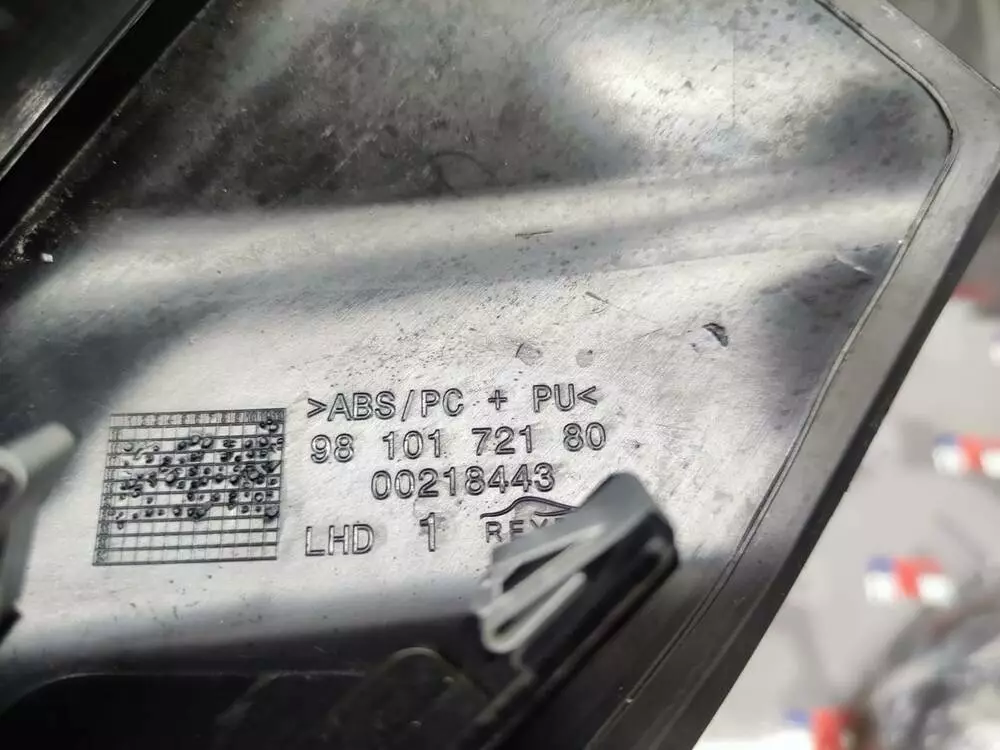 >ABS/PC + PU<
98 101 721 80
00218443
LHD 1